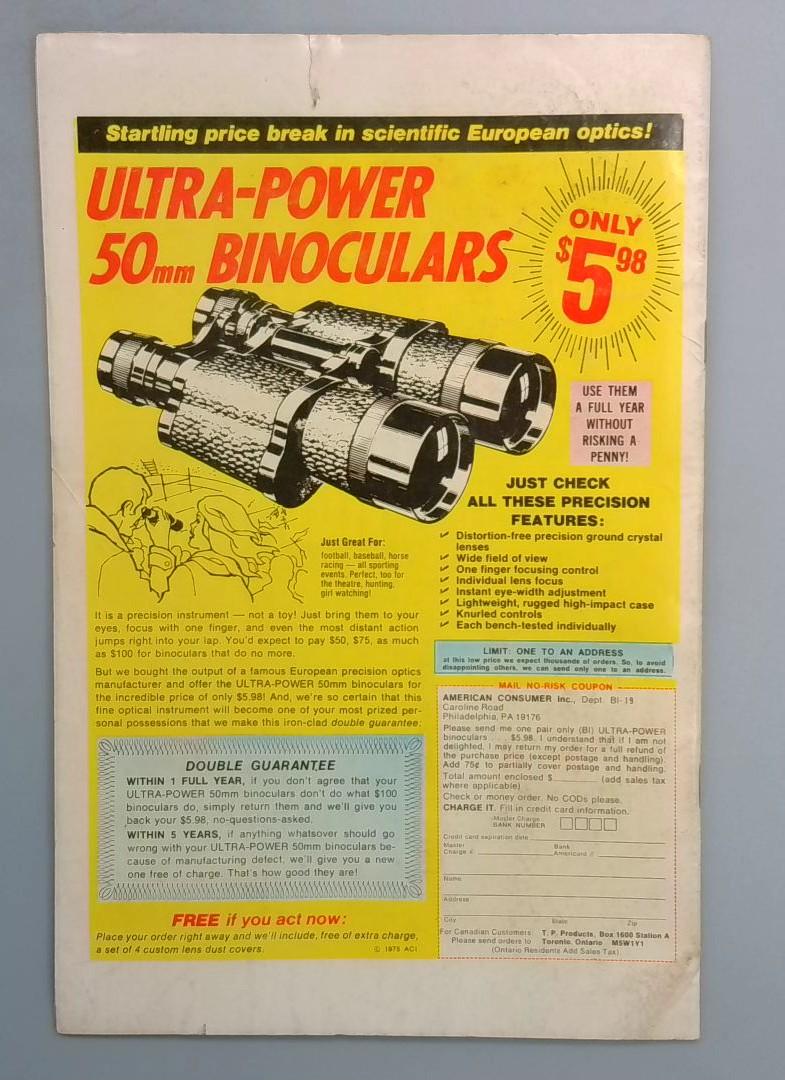 Startling price break in scientific European optics!
ULTRA-POWER
50mm BINOCULARS
ONLY
$5.98
USE THEM
A FULL YEAR
WITHOUT
RISKING A
PENNY!
JUST CHECK
ALL THESE PRECISION
FEATURES:
Distortion-free precision ground crystal
lenses
Wide field of view
One finger focusing control
Individual lens focus
Instant eye-width adjustment
Lightweight, rugged high-impact case
Knurled controls
Each bench-tested individually
Just Great For:
football, baseball, horse
racing — all sporting
events. Perfect, too for
the theatre, hunting,
girl watching!
It is a precision instrument — not a toy! Just bring them to your
eyes, focus with one finger, and even the most distant action
jumps right into your lap. You'd expect to pay $50, $75, as much
as $100 for binoculars that do no more.
But we bought the output of a famous European precision optics
manufacturer and offer the ULTRA-POWER 50mm binoculars for
the incredible price of only $5.98! And, we're so certain that this
fine optical instrument will become one of your most prized per-
sonal possessions that we make this iron-clad double guarantee:
DOUBLE GUARANTEE
WITHIN 1 FULL YEAR, if you don't agree that your
ULTRA-POWER 50mm binoculars don't do what $100
binoculars do, simply return them and we'll give you
back your $5.98, no-questions-asked.
WITHIN 5 YEARS, if anything whatsover should go
wrong with your ULTRA-POWER 50mm binoculars be-
cause of manufacturing defect, we'll give you a new
one free of charge. That's how good they are!
FREE if you act now:
Place your order right away and we'll include, free of extra charge,
a set of 4 custom lens dust covers.
© 1975 ACI
LIMIT: ONE TO AN ADDRESS
at this low price we expect thousands of orders. So, to avoid
disappointing others, we can send only one to an address.
MAIL NO-RISK COUPON
AMERICAN CONSUMER Inc., Dept. BI-19
Caroline Road
Philadelphia, PA 19176
Please send me one pair only (BI) ULTRA-POWER
binoculars . . . $5.98. I understand that if I am not
delighted, I may return my order for a full refund of
the purchase price (except postage and handling).
Add 75¢ to partially cover postage and handling.
Total amount enclosed $ (add sales tax
where applicable)
Check or money order. No CODs please.
CHARGE IT. Fill in credit card information.
Master Charge
BANK NUMBER
Credit card expiration date
Master
Charge #
Bank
Americard #
Name
Address
City State Zip
For Canadian Customers
Please send orders to
T. P. Products, Box 1600 Station A
Toronto, Ontario M5W1Y1
(Ontario Residents Add Sales Tax)